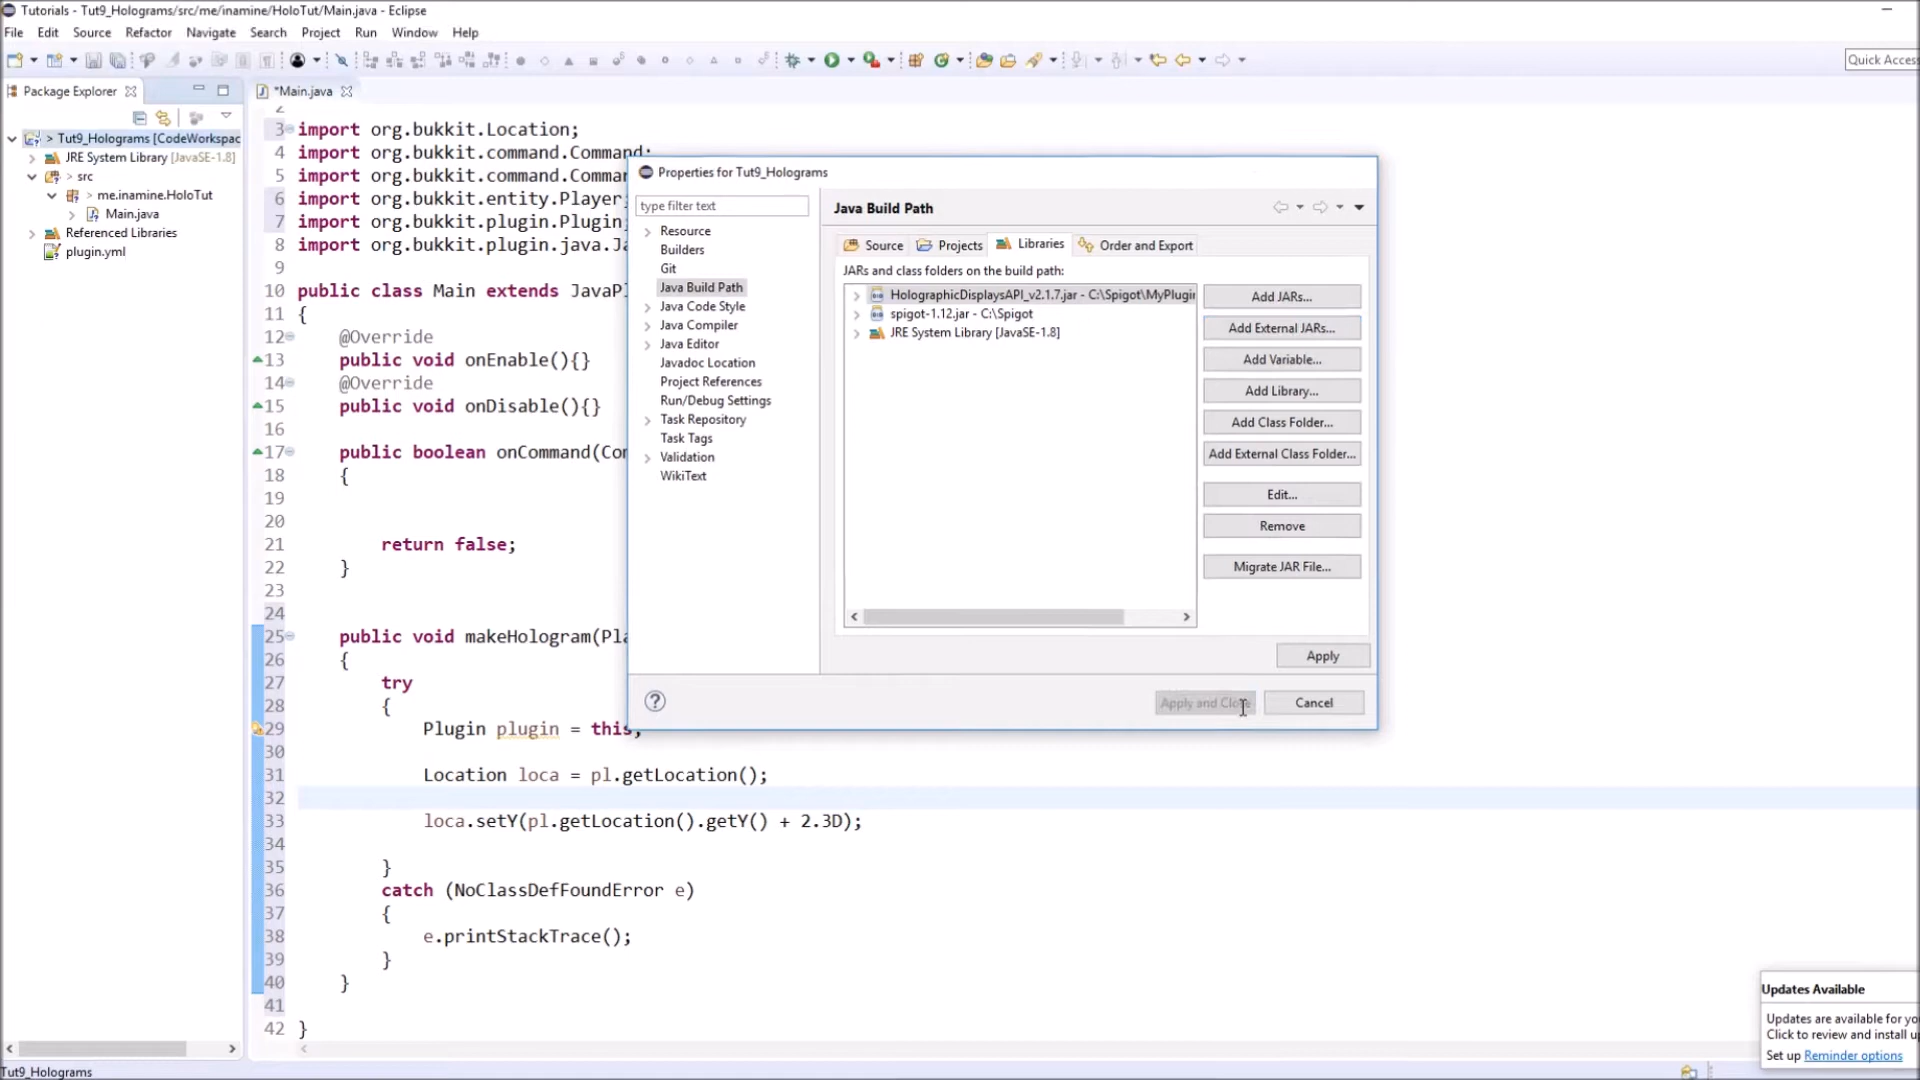 Tutorials - Tut9_Holograms/src/me/inamine/HoloTut/Main.java - Eclipse
File Edit Source Refactor Navigate Search Project Run Window Help
Quick Access
Package Explorer
*Main.java
> Tut9_Holograms [CodeWorkspac
JRE System Library [JavaSE-1.8]
> src
> me.inamine.HoloTut
Main.java
Referenced Libraries
plugin.yml
2
3 import org.bukkit.Location;
4 import org.bukkit.command.Command;
5 import org.bukkit.command.Comman
6 import org.bukkit.entity.Player
7 import org.bukkit.plugin.Plugin
8 import org.bukkit.plugin.java.Ja
9
10 public class Main extends JavaPl
11 {
12 @Override
13 public void onEnable(){}
14 @Override
15 public void onDisable(){}
16
17 public boolean onCommand(Com
18 {
19
20
21 return false;
22 }
23
24
25 public void makeHologram(Pla
26 {
27 try
28 {
29 Plugin plugin = this;
30
31 Location loca = pl.getLocation();
32
33 loca.setY(pl.getLocation().getY() + 2.3D);
34
35 }
36 catch (NoClassDefFoundError e)
37 {
38 e.printStackTrace();
39 }
40 }
41
42 }
Properties for Tut9_Holograms
type filter text
Resource
Builders
Git
Java Build Path
Java Code Style
Java Compiler
Java Editor
Javadoc Location
Project References
Run/Debug Settings
Task Repository
Task Tags
Validation
WikiText
Java Build Path
Source Projects Libraries Order and Export
JARs and class folders on the build path:
HolographicDisplaysAPI_v2.1.7.jar - C:\Spigot\MyPlugin
spigot-1.12.jar - C:\Spigot
JRE System Library [JavaSE-1.8]
Add JARs...
Add External JARs...
Add Variable...
Add Library...
Add Class Folder...
Add External Class Folder...
Edit...
Remove
Migrate JAR File...
Apply
Apply and Close
Cancel
Updates Available
Updates are available for yo
Click to review and install u
Set up Reminder options
Tut9_Holograms